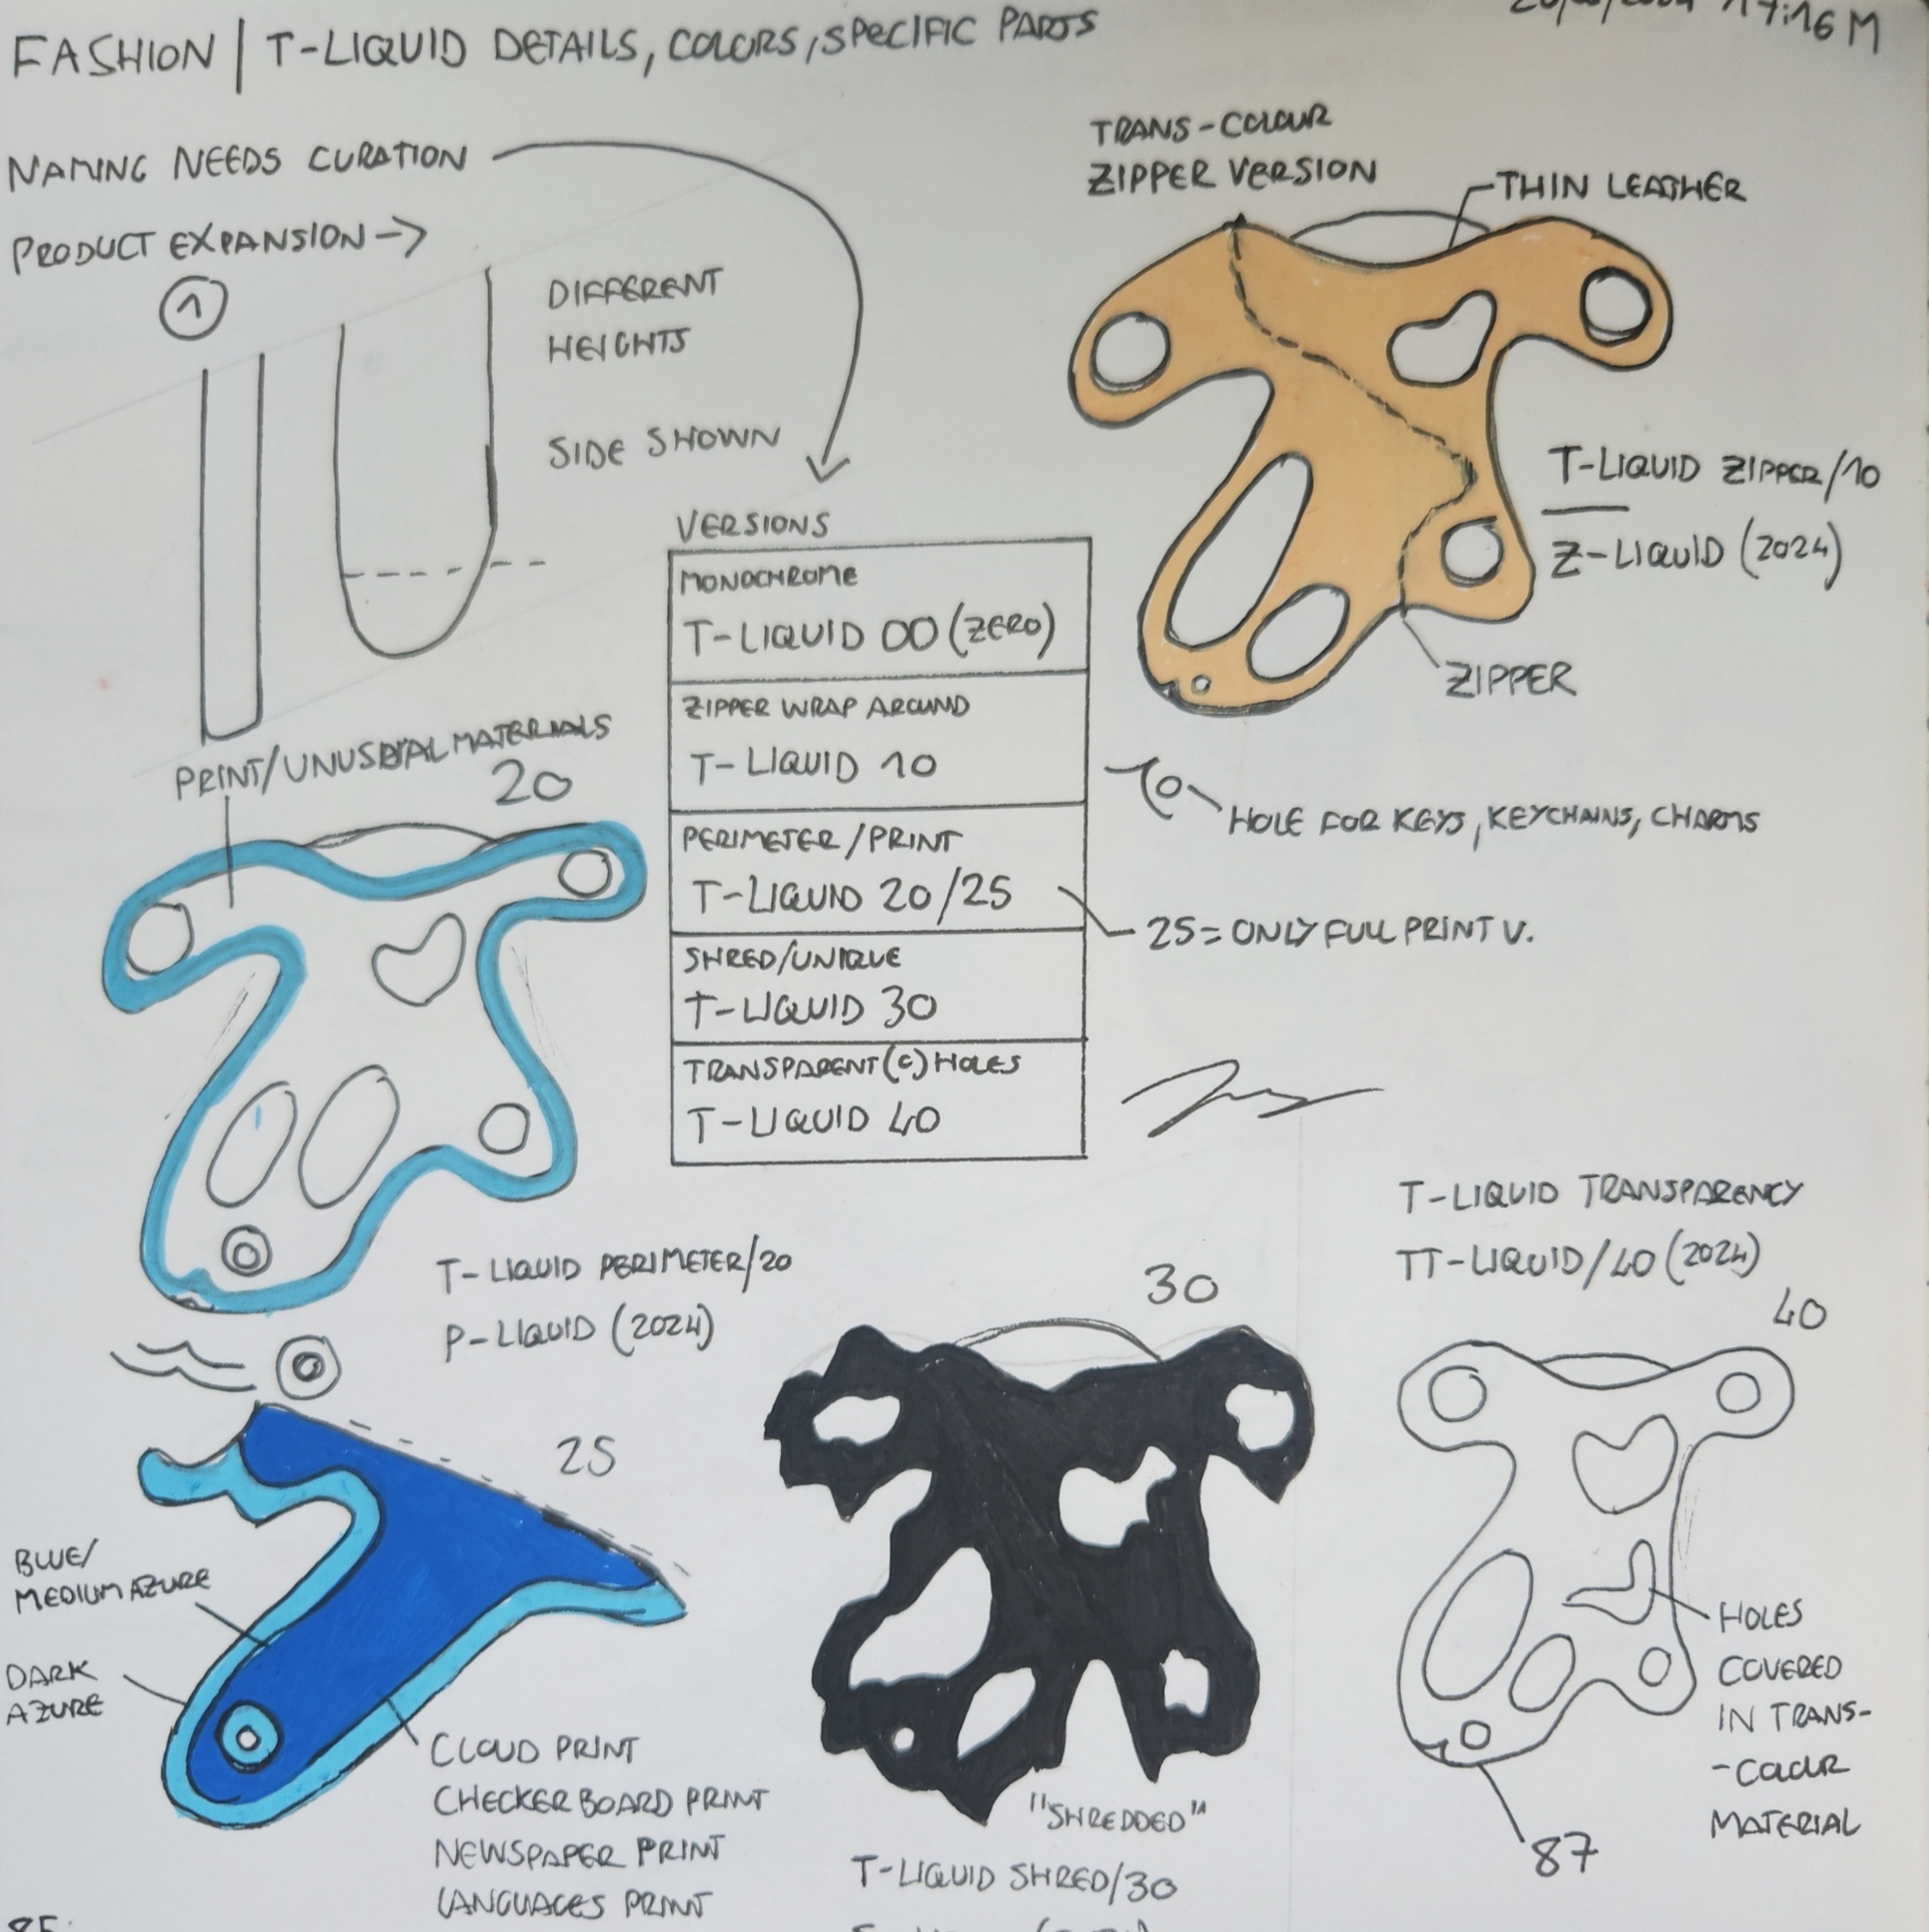 FASHION | T-LIQUID DETAILS, COLORS, SPECIFIC PARTS
17:16 M
NAMING NEEDS CURATION
PRODUCT EXPANSION →
1
DIFFERENT
HEIGHTS
SIDE SHOWN
TRANS-COLOUR
ZIPPER VERSION
THIN LEATHER
T-LIQUID ZIPPER/10
Z-LIQUID (2024)
ZIPPER
VERSIONS
MONOCHROME
T-LIQUID 00 (ZERO)
ZIPPER WRAP AROUND
T-LIQUID 10
PERIMETER/PRINT
T-LIQUID 20/25
SHRED/UNIQUE
T-LIQUID 30
TRANSPARENT (C) HOLES
T-LIQUID 40
HOLE FOR KEYS, KEYCHAINS, CHARMS
25 = ONLY FULL PRINT V.
PRINT/UNUSUAL MATERIALS
20
T-LIQUID PERIMETER/20
P-LIQUID (2024)
25
BLUE/
MEDIUM AZURE
DARK
AZURE
CLOUD PRINT
CHECKERBOARD PRINT
NEWSPAPER PRINT
LANGUAGES PRINT
30
"SHREDDED"
T-LIQUID SHRED/30
T-LIQUID TRANSPARENCY
TT-LIQUID/40 (2024)
40
HOLES
COVERED
IN TRANS-
-COLOUR
MATERIAL
87